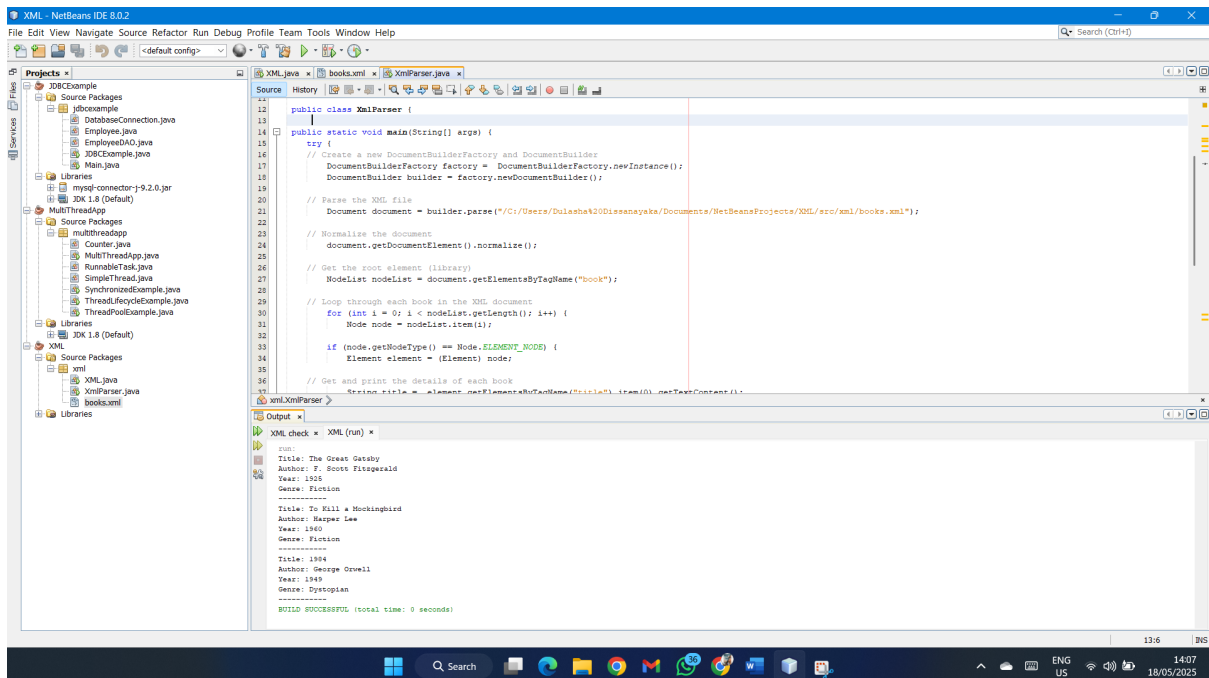 XML - NetBeans IDE 8.0.2
File Edit View Navigate Source Refactor Run Debug Profile Team Tools Window Help
Search (Ctrl+I)
<default config>
Projects
XML.java
books.xml
XmlParser.java
Files
Services
JDBCExample
Source Packages
jdbcexample
DatabaseConnection.java
Employee.java
EmployeeDAO.java
JDBCExample.java
Main.java
Libraries
mysql-connector-j-9.2.0.jar
JDK 1.8 (Default)
MultiThreadApp
Source Packages
multithreadapp
Counter.java
MultiThreadApp.java
RunnableTask.java
SimpleThread.java
SynchronizedExample.java
ThreadLifecycleExample.java
ThreadPoolExample.java
Libraries
JDK 1.8 (Default)
XML
Source Packages
xml
XML.java
XmlParser.java
books.xml
Libraries
Source History
11
12 public class XmlParser {
13
14 public static void main(String[] args) {
15 try {
16 // Create a new DocumentBuilderFactory and DocumentBuilder
17 DocumentBuilderFactory factory = DocumentBuilderFactory.newInstance();
18 DocumentBuilder builder = factory.newDocumentBuilder();
19
20 // Parse the XML file
21 Document document = builder.parse("/C:/Users/Dulasha%20Dissanayaka/Documents/NetBeansProjects/XML/src/xml/books.xml");
22
23 // Normalize the document
24 document.getDocumentElement().normalize();
25
26 // Get the root element (library)
27 NodeList nodeList = document.getElementsByTagName("book");
28
29 // Loop through each book in the XML document
30 for (int i = 0; i < nodeList.getLength(); i++) {
31 Node node = nodeList.item(i);
32
33 if (node.getNodeType() == Node.ELEMENT_NODE) {
34 Element element = (Element) node;
35
36 // Get and print the details of each book
37 String title = element.getElementsByTagName("title").item(0).getTextContent();
xml.XmlParser
Output
XML check
XML (run)
run:
Title: The Great Gatsby
Author: F. Scott Fitzgerald
Year: 1925
Genre: Fiction
-----------
Title: To Kill a Mockingbird
Author: Harper Lee
Year: 1960
Genre: Fiction
-----------
Title: 1984
Author: George Orwell
Year: 1949
Genre: Dystopian
-----------
BUILD SUCCESSFUL (total time: 0 seconds)
13:6
INS
Search
36
ENG
US
14:07
18/05/2025